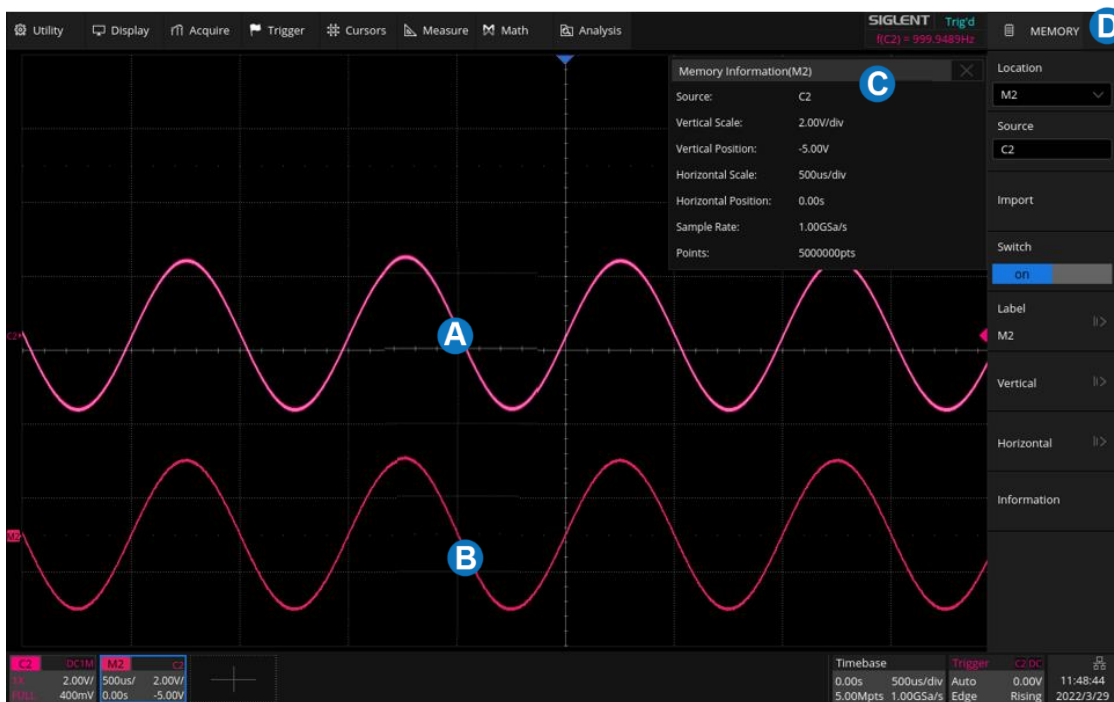 Utility Display Acquire Trigger Cursors Measure Math Analysis
SIGLENT Trig'd
f(C2) = 999.9489Hz
MEMORY D
Memory Information(M2)
C
Source: C2
Vertical Scale: 2.00V/div
Vertical Position: -5.00V
Horizontal Scale: 500us/div
Horizontal Position: 0.00s
Sample Rate: 1.00GSa/s
Points: 5000000pts
Location
M2
Source
C2
Import
Switch
on
Label
M2
Vertical
Horizontal
Information
C2
A
M2
B
C2 DC1M
1X 2.00V/
FULL 400mV
M2 C2
500us/ 2.00V/
0.00s -5.00V
Timebase
0.00s 500us/div
5.00Mpts 1.00GSa/s
Trigger C2 DC
Auto 0.00V
Edge Rising
11:48:44
2022/3/29